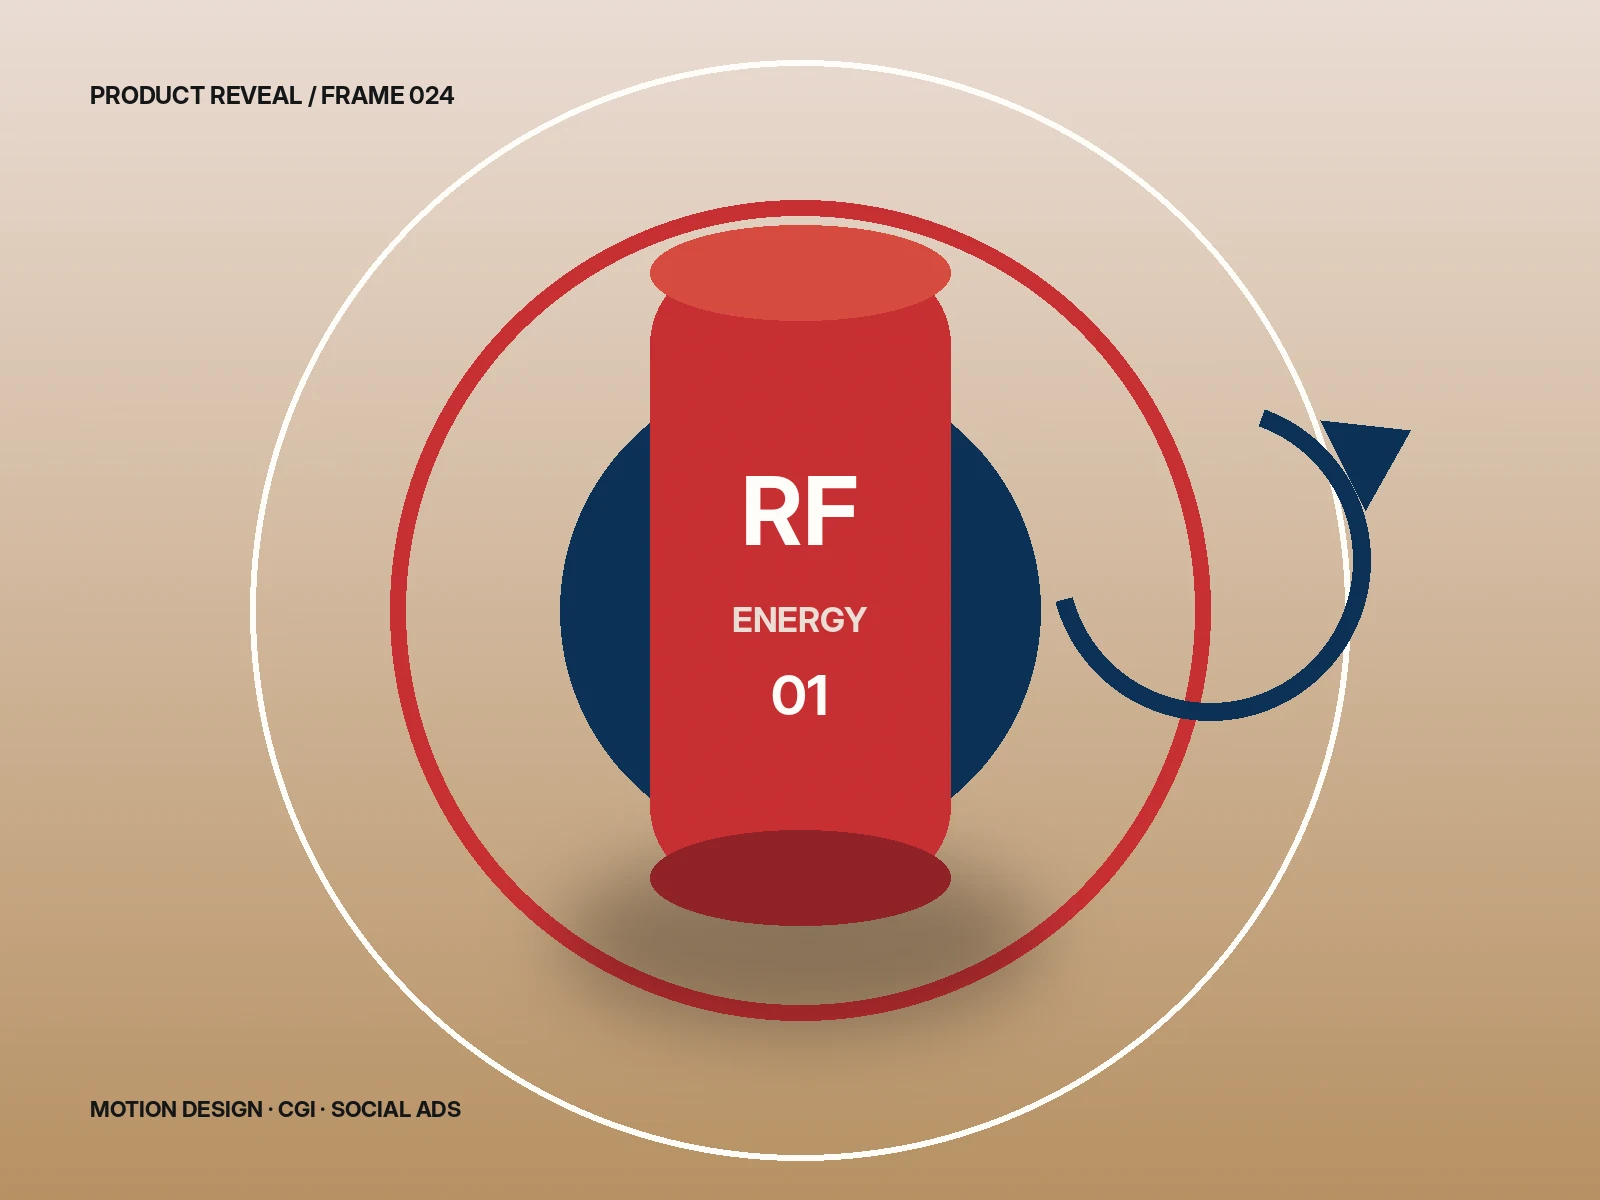 PRODUCT REVEAL / FRAME 024
RF
ENERGY
01
MOTION DESIGN · CGI · SOCIAL ADS